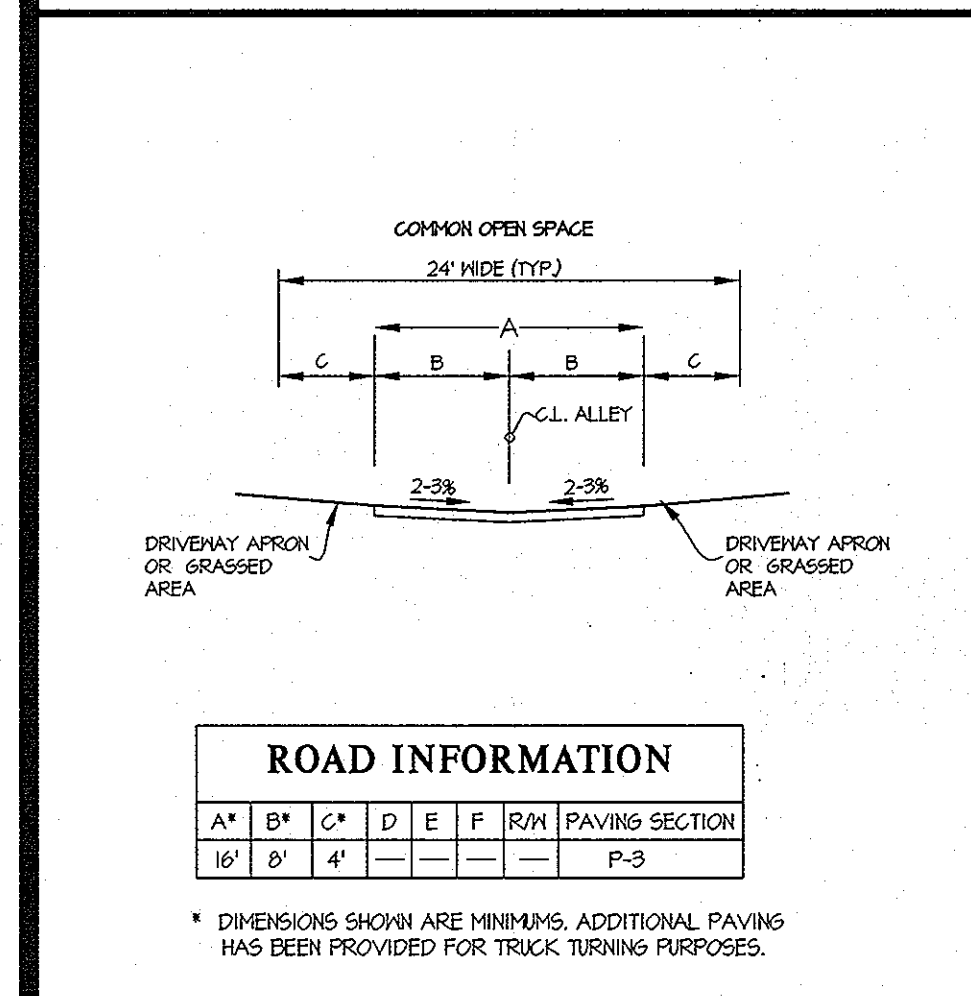 COMMON OPEN SPACE
24' WIDE (TYP.)
A
C B B C
C.L. ALLEY
2-3% 2-3%
DRIVEWAY APRON
OR GRASSED
AREA
DRIVEWAY APRON
OR GRASSED
AREA
ROAD INFORMATION
A* B* C* D E F R/W PAVING SECTION
16' 8' 4' — — — — P-3
* DIMENSIONS SHOWN ARE MINIMUMS. ADDITIONAL PAVING
HAS BEEN PROVIDED FOR TRUCK TURNING PURPOSES.